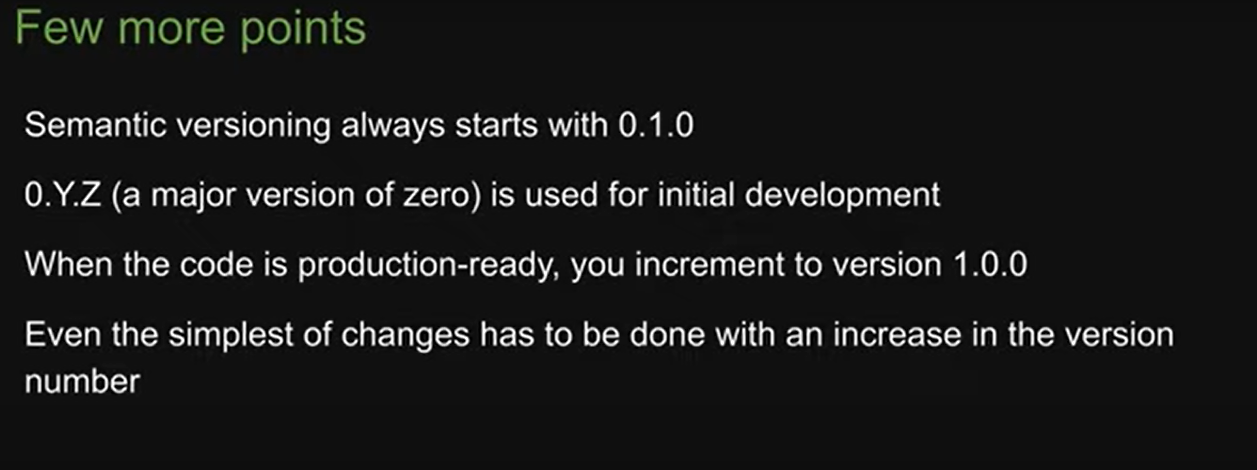 Few more points
Semantic versioning always starts with 0.1.0
0.Y.Z (a major version of zero) is used for initial development
When the code is production-ready, you increment to version 1.0.0
Even the simplest of changes has to be done with an increase in the version
number